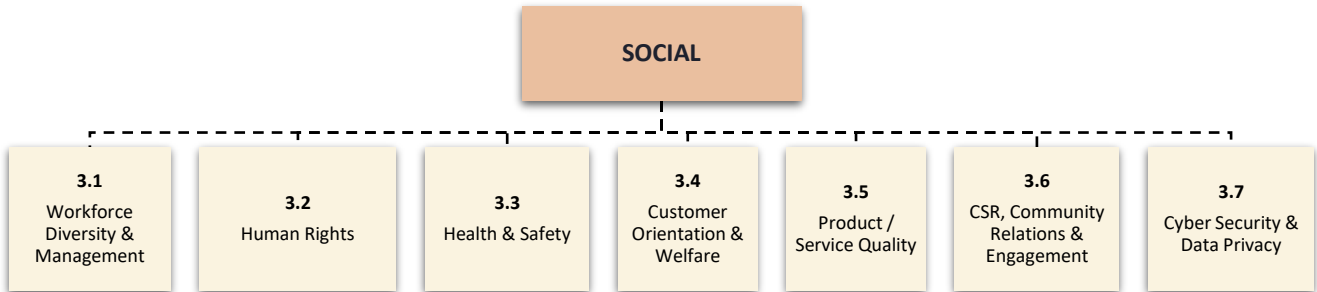 SOCIAL
3.1
Workforce
Diversity &
Management
3.2
Human Rights
3.3
Health & Safety
3.4
Customer
Orientation &
Welfare
3.5
Product /
Service Quality
3.6
CSR, Community
Relations &
Engagement
3.7
Cyber Security &
Data Privacy